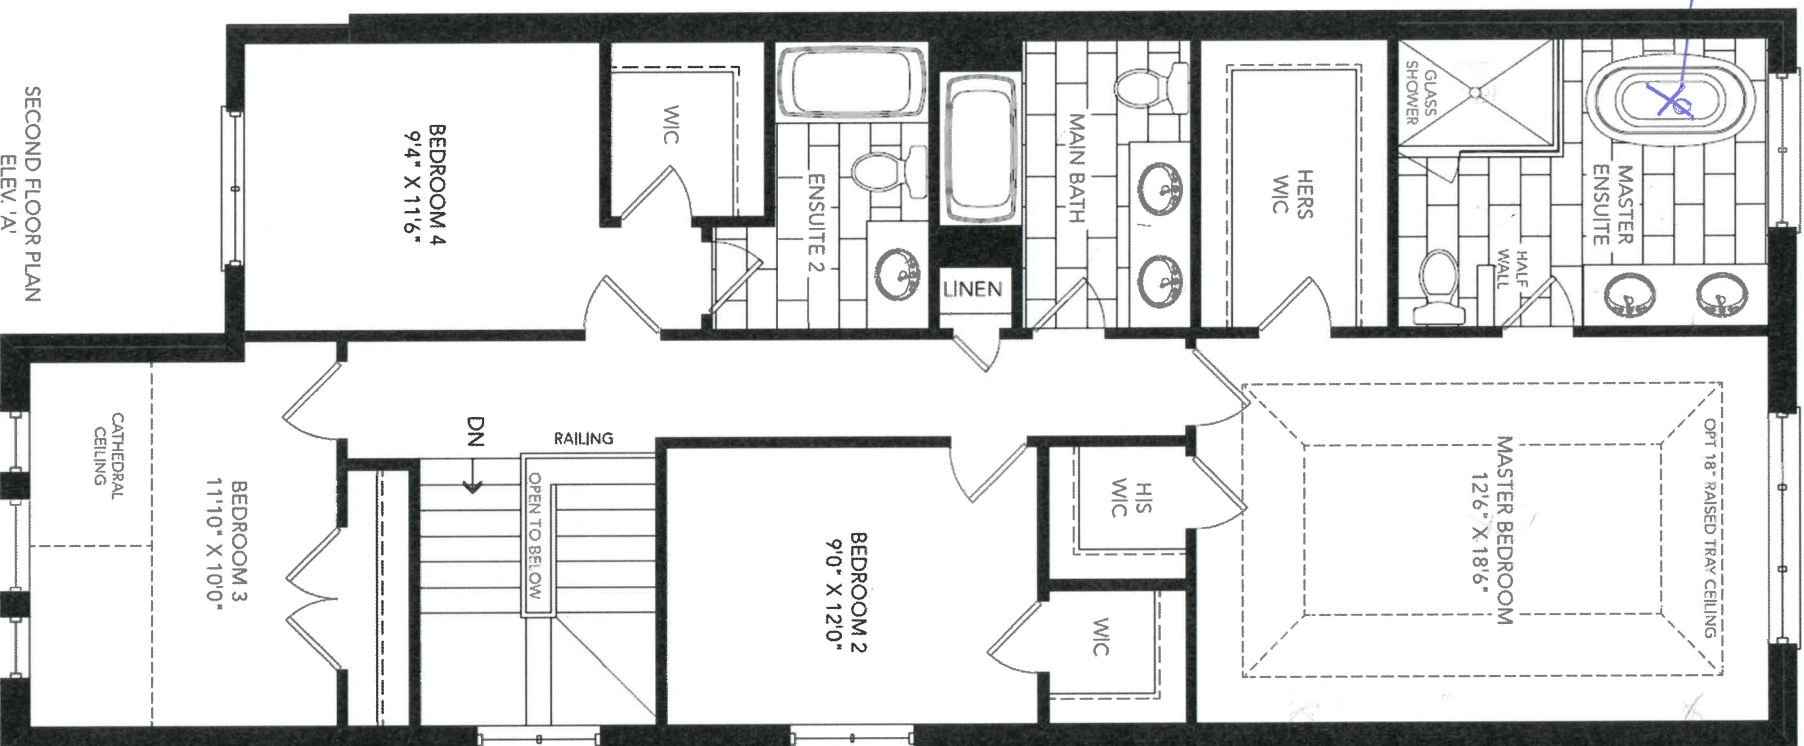 SECOND FLOOR PLAN
ELEV. 'A'
BEDROOM 4
9'4" X 11'6"
WIC
ENSUITE 2
MAIN BATH
LINEN
HERS
WIC
GLASS
SHOWER
MASTER
ENSUITE
HALF
WALL
CATHEDRAL
CEILING
BEDROOM 3
11'10" X 10'0"
DN
RAILING
OPEN TO BELOW
BEDROOM 2
9'0" X 12'0"
HIS
WIC
WIC
MASTER BEDROOM
12'6" X 18'6"
OPT 18" RAISED TRAY CEILING